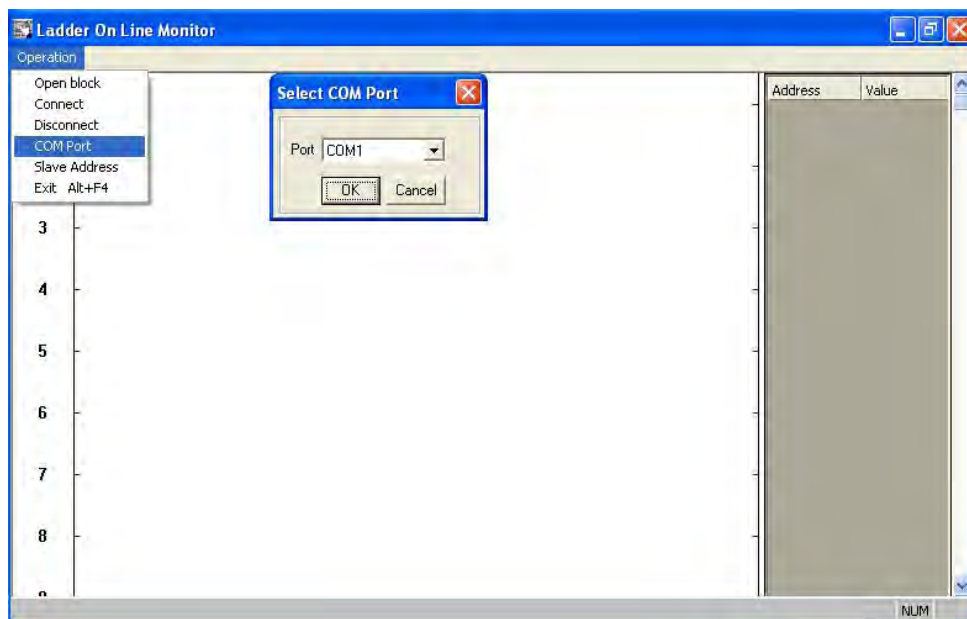 Ladder On Line Monitor
Operation
Open block
Connect
Disconnect
COM Port
Slave Address
Exit Alt+F4
Select COM Port
Port COM1
OK Cancel
Address Value
3
4
5
6
7
8
NUM